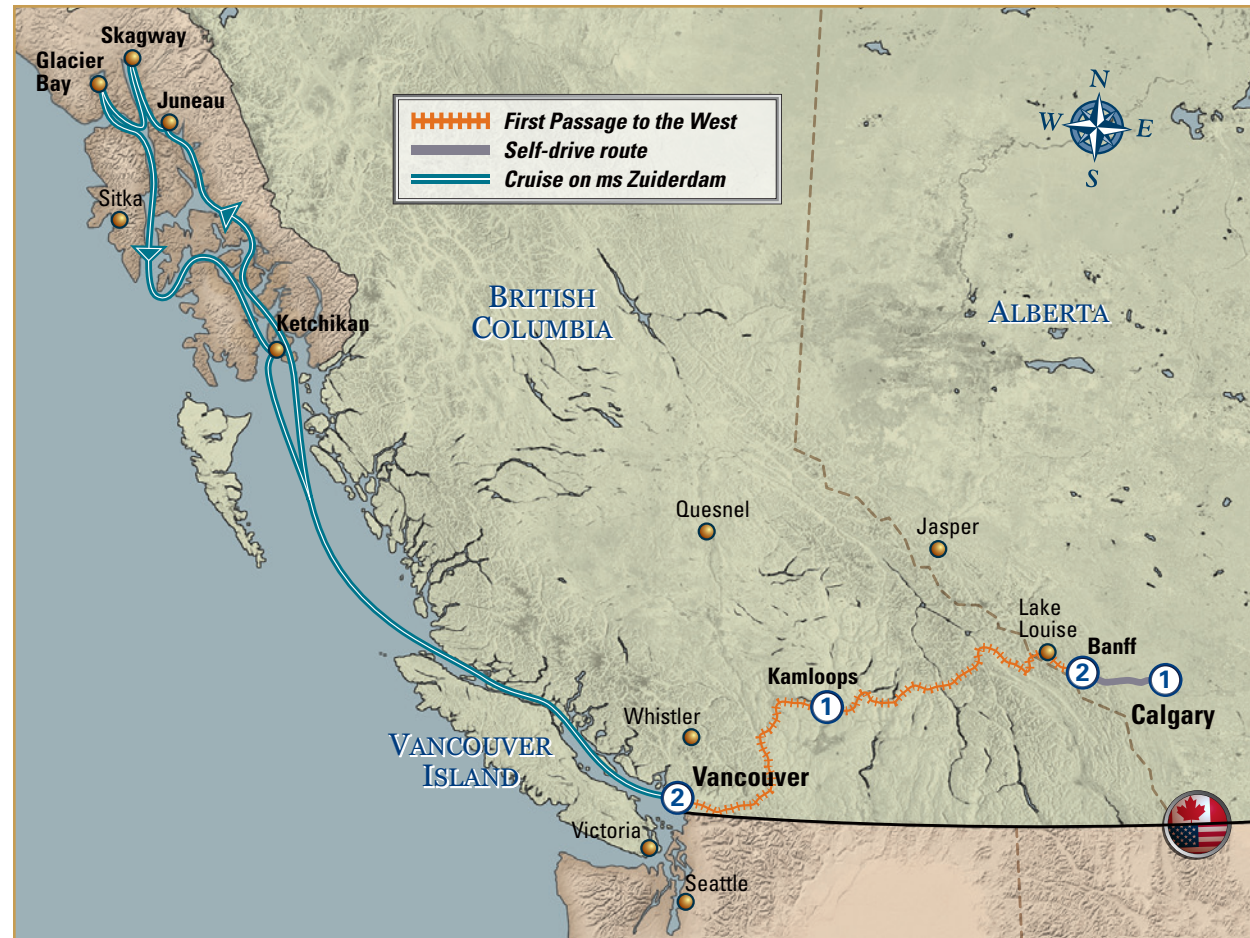 Skagway
Glacier
Bay
Juneau
First Passage to the West
Self-drive route
Cruise on ms Zuiderdam
N
W
E
S
Sitka
BRITISH
COLUMBIA
ALBERTA
Ketchikan
Quesnel
Jasper
Lake
Louise
Banff
2
1
Calgary
Kamloops
1
Whistler
VANCOUVER
ISLAND
Vancouver
2
Victoria
Seattle